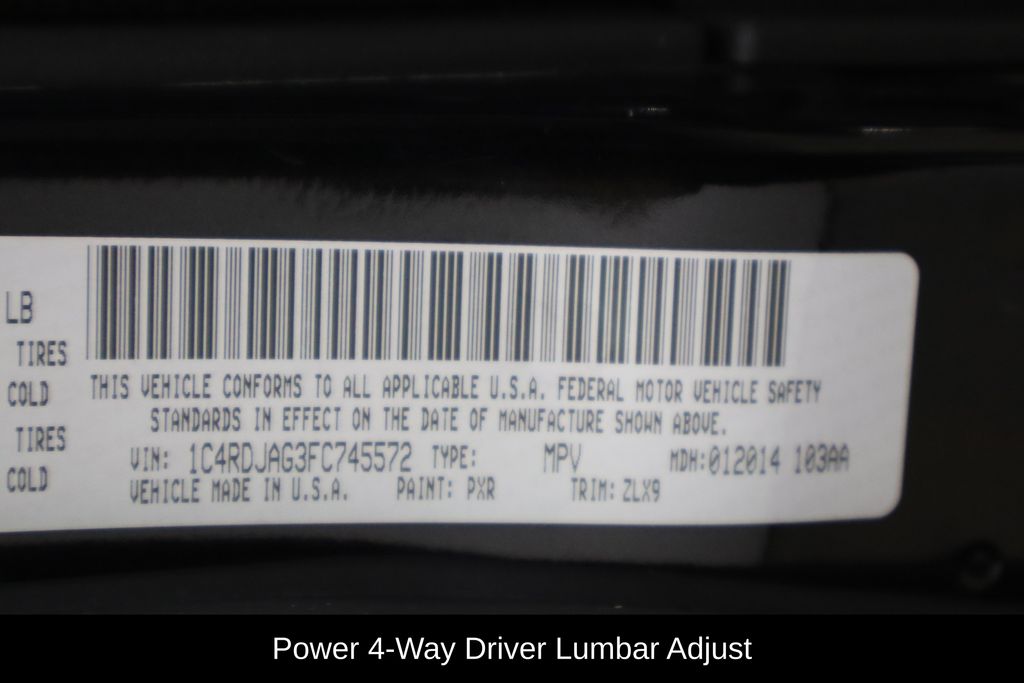 LB
TIRES
COLD
THIS VEHICLE CONFORMS TO ALL APPLICABLE U.S.A. FEDERAL MOTOR VEHICLE SAFETY
STANDARDS IN EFFECT ON THE DATE OF MANUFACTURE SHOWN ABOVE.
TIRES
VIN: 1C4RDJAG3FC745572 TYPE: MPV MDH:012014 103AA
COLD
VEHICLE MADE IN U.S.A. PAINT: PXR TRIM: ZLX9
Power 4-Way Driver Lumbar Adjust